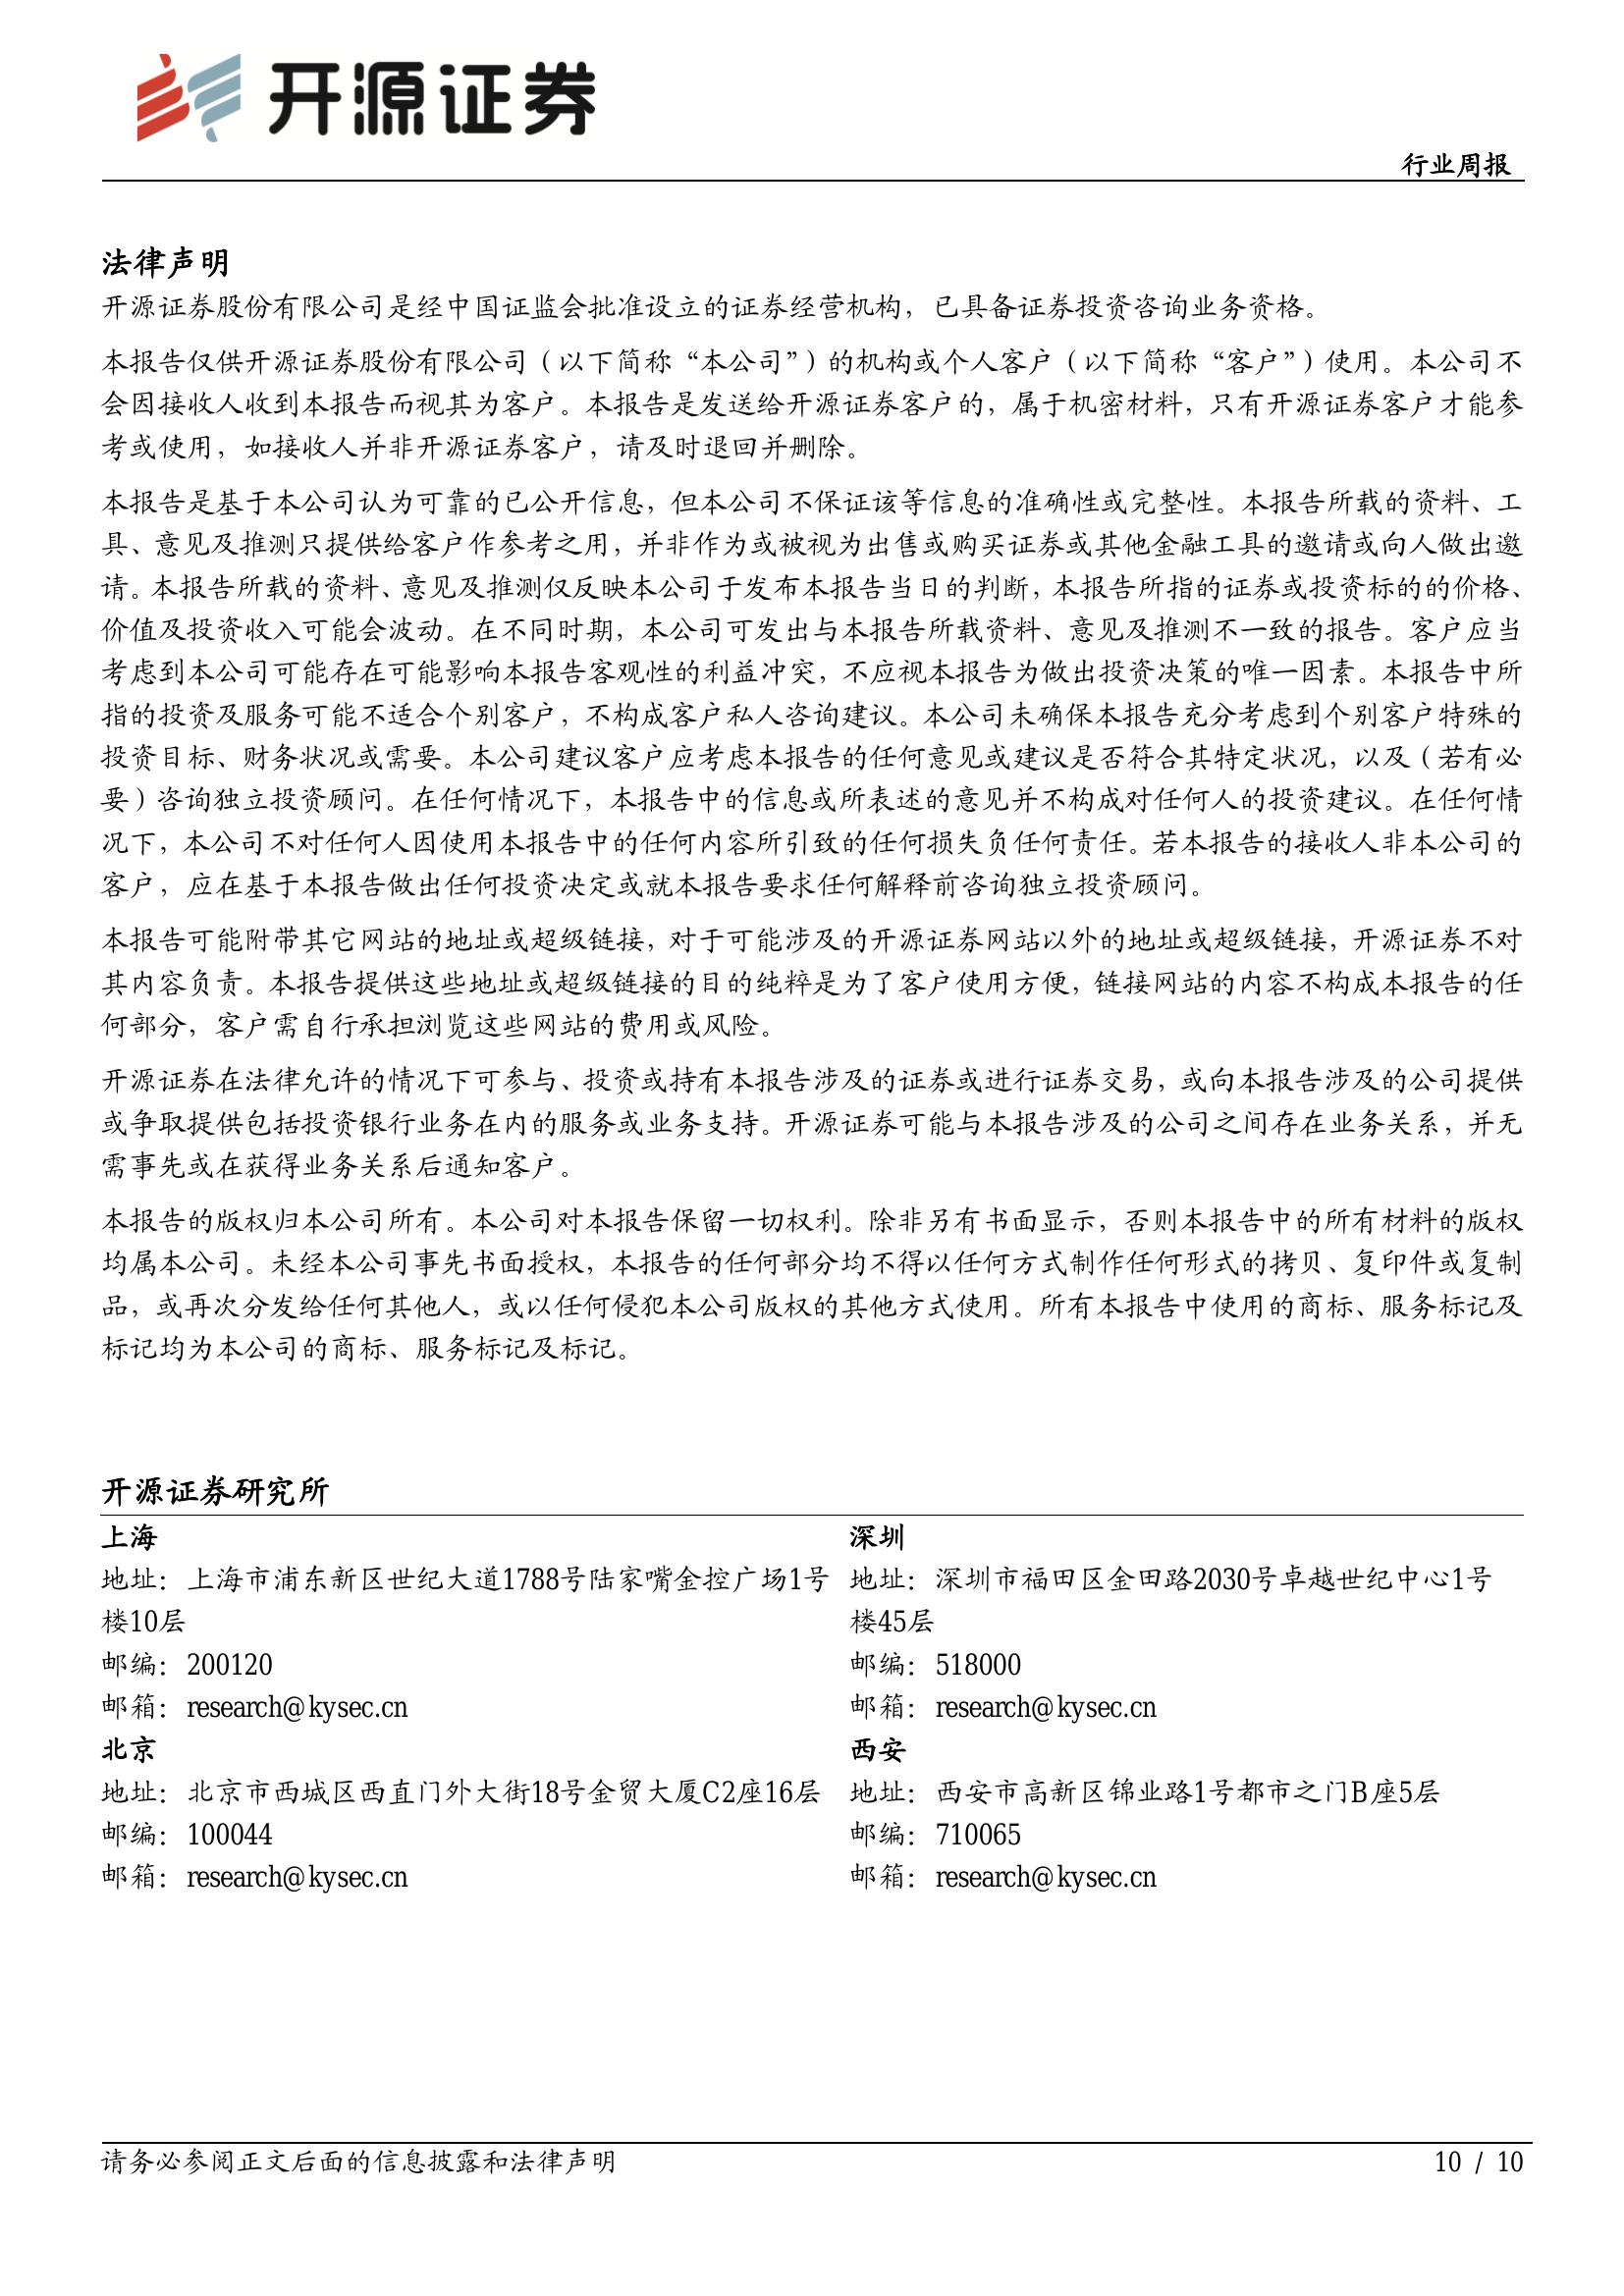 开源证券
行业周报
法律声明
开源证券股份有限公司是经中国证监会批准设立的证券经营机构，已具备证券投资咨询业务资格。
本报告仅供开源证券股份有限公司（以下简称“本公司”）的机构或个人客户（以下简称“客户”）使用。本公司不
会因接收人收到本报告而视其为客户。本报告是发送给开源证券客户的，属于机密材料，只有开源证券客户才能参
考或使用，如接收人并非开源证券客户，请及时退回并删除。
本报告是基于本公司认为可靠的已公开信息，但本公司不保证该等信息的准确性或完整性。本报告所载的资料、工
具、意见及推测只提供给客户作参考之用，并非作为或被视为出售或购买证券或其他金融工具的邀请或向人做出邀
请。本报告所载的资料、意见及推测仅反映本公司于发布本报告当日的判断，本报告所指的证券或投资标的的价格、
价值及投资收入可能会波动。在不同时期，本公司可发出与本报告所载资料、意见及推测不一致的报告。客户应当
考虑到本公司可能存在可能影响本报告客观性的利益冲突，不应视本报告为做出投资决策的唯一因素。本报告中所
指的投资及服务可能不适合个别客户，不构成客户私人咨询建议。本公司未确保本报告充分考虑到个别客户特殊的
投资目标、财务状况或需要。本公司建议客户应考虑本报告的任何意见或建议是否符合其特定状况，以及（若有必
要）咨询独立投资顾问。在任何情况下，本报告中的信息或所表述的意见并不构成对任何人的投资建议。在任何情
况下，本公司不对任何人因使用本报告中的任何内容所引致的任何损失负任何责任。若本报告的接收人非本公司的
客户，应在基于本报告做出任何投资决定或就本报告要求任何解释前咨询独立投资顾问。
本报告可能附带其它网站的地址或超级链接，对于可能涉及的开源证券网站以外的地址或超级链接，开源证券不对
其内容负责。本报告提供这些地址或超级链接的目的纯粹是为了客户使用方便，链接网站的内容不构成本报告的任
何部分，客户需自行承担浏览这些网站的费用或风险。
开源证券在法律允许的情况下可参与、投资或持有本报告涉及的证券或进行证券交易，或向本报告涉及的公司提供
或争取提供包括投资银行业务在内的服务或业务支持。开源证券可能与本报告涉及的公司之间存在业务关系，并无
需事先或在获得业务关系后通知客户。
本报告的版权归本公司所有。本公司对本报告保留一切权利。除非另有书面显示，否则本报告中的所有材料的版权
均属本公司。未经本公司事先书面授权，本报告的任何部分均不得以任何方式制作任何形式的拷贝、复印件或复制
品，或再次分发给任何其他人，或以任何侵犯本公司版权的其他方式使用。所有本报告中使用的商标、服务标记及
标记均为本公司的商标、服务标记及标记。
开源证券研究所
上海
地址：上海市浦东新区世纪大道1788号陆家嘴金控广场1号
楼10层
邮编：200120
邮箱：research@kysec.cn
深圳
地址：深圳市福田区金田路2030号卓越世纪中心1号
楼45层
邮编：518000
邮箱：research@kysec.cn
北京
地址：北京市西城区西直门外大街18号金贸大厦C2座16层
邮编：100044
邮箱：research@kysec.cn
西安
地址：西安市高新区锦业路1号都市之门B座5层
邮编：710065
邮箱：research@kysec.cn
请务必参阅正文后面的信息披露和法律声明
10 / 10